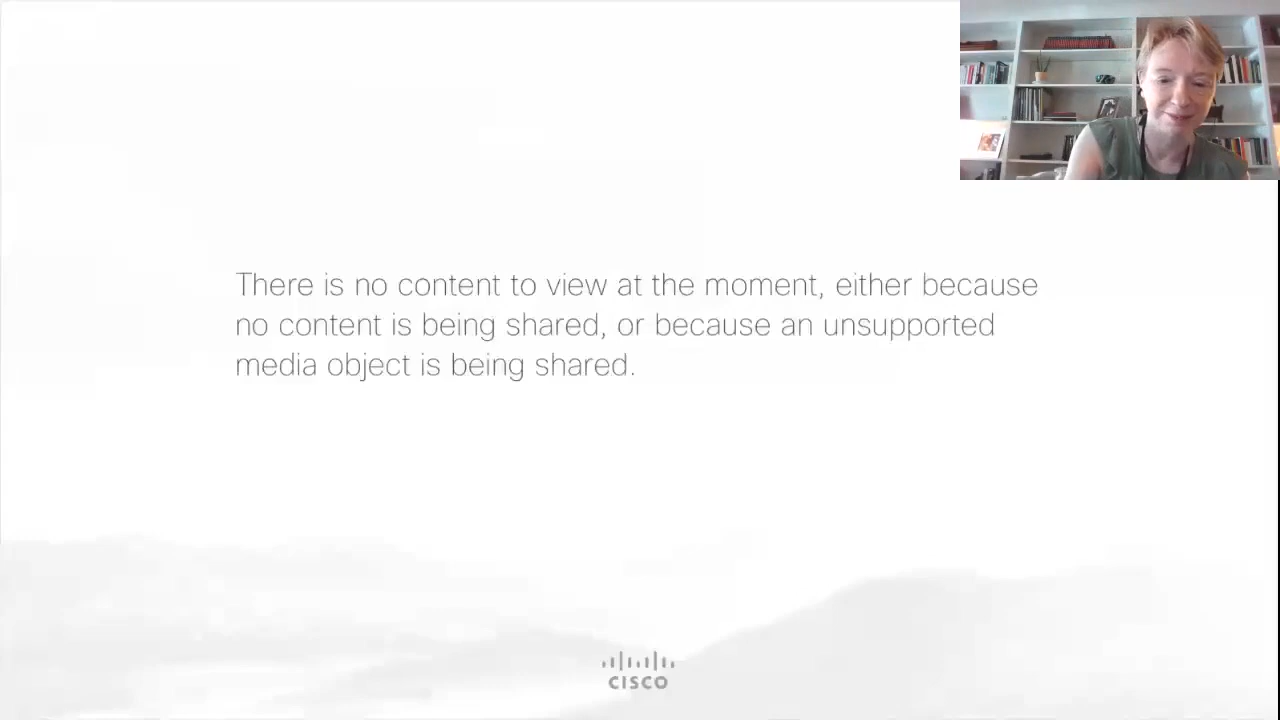 There is no content to view at the moment, either because
no content is being shared, or because an unsupported
media object is being shared.
CISCO